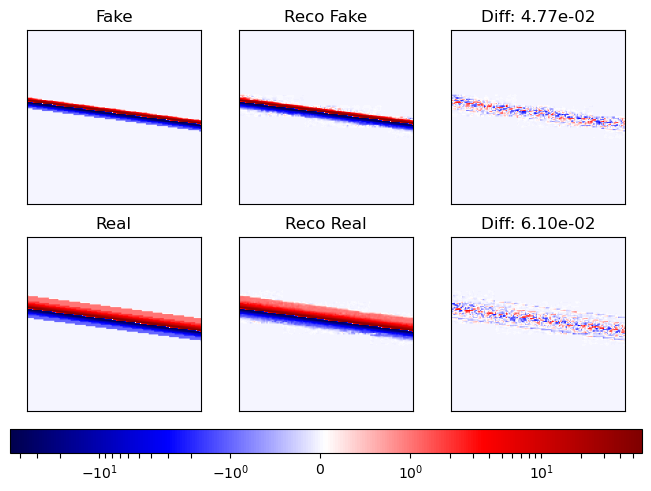 Fake Reco Fake Diff: 4.77e-02
Real Reco Real Diff: 6.10e-02
−10¹ −10⁰ 0 10⁰ 10¹